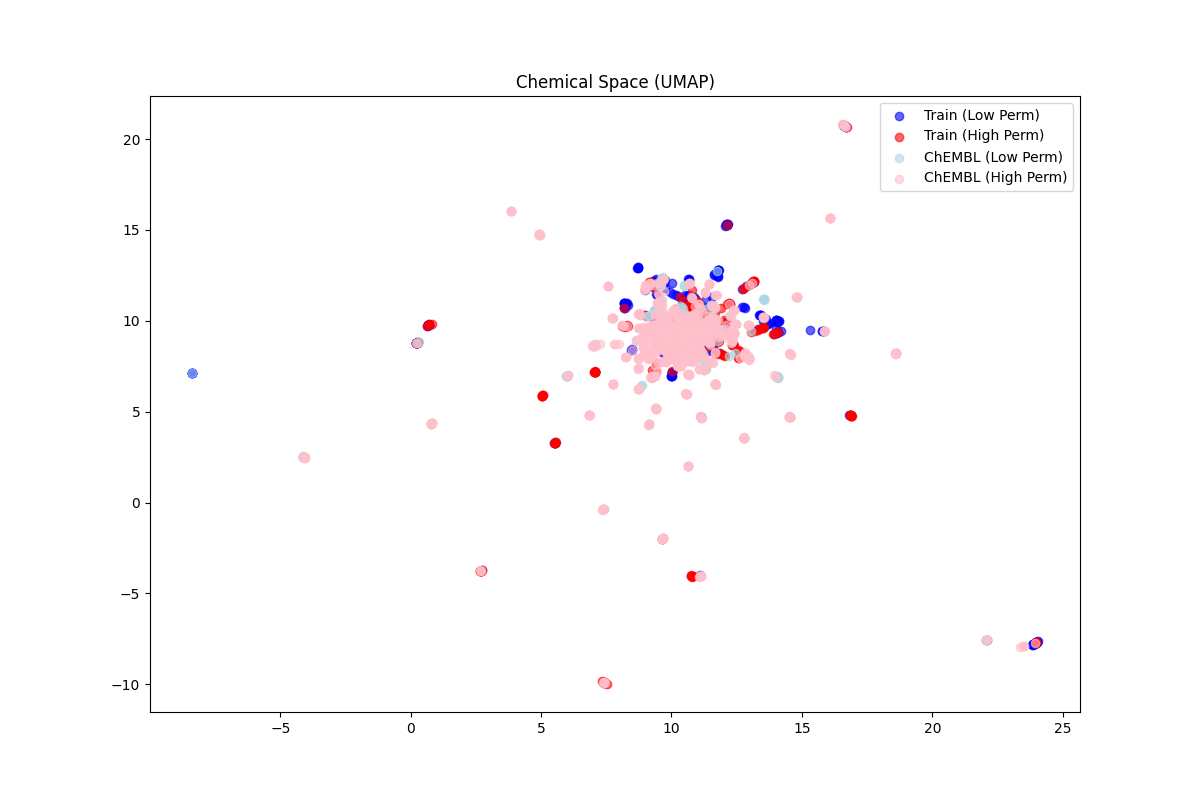 Chemical Space (UMAP)
Train (Low Perm)
Train (High Perm)
ChEMBL (Low Perm)
ChEMBL (High Perm)
20
15
10
5
0
−5
−10
−5 0 5 10 15 20 25